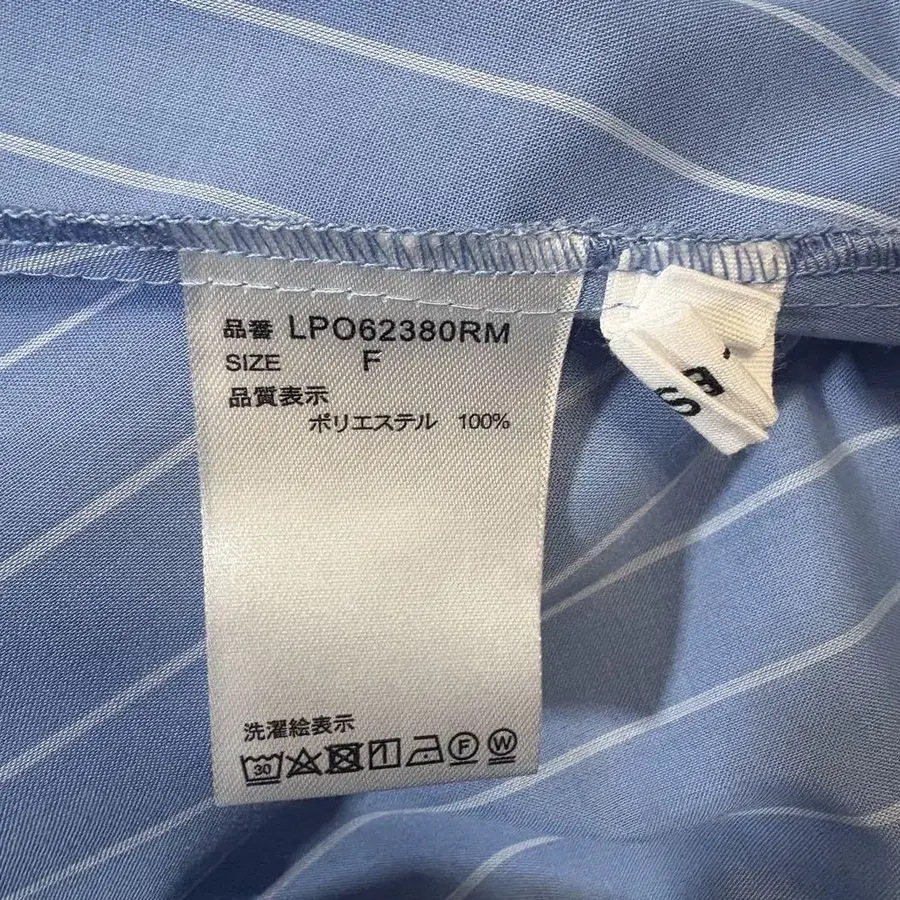 品番 LPO62380RM
SIZE F
品質表示
ポリエステル 100%
洗濯絵表示
30 F W